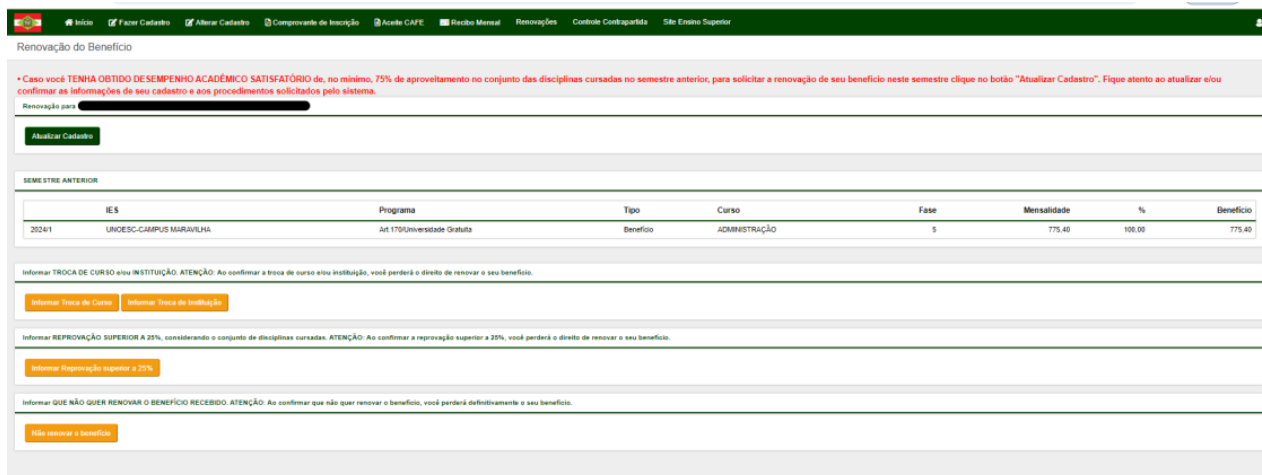 Início Fazer Cadastro Alterar Cadastro Comprovante de Inscrição Aceite CAFE Recibo Mensal Renovações Controle Contrapartida Site Ensino Superior
Renovação do Benefício
• Caso você TENHA OBTIDO DESEMPENHO ACADÊMICO SATISFATÓRIO de, no mínimo, 75% de aproveitamento no conjunto das disciplinas cursadas no semestre anterior, para solicitar a renovação de seu benefício neste semestre clique no botão "Atualizar Cadastro". Fique atento ao atualizar e/ou
confirmar as informações de seu cadastro e aos procedimentos solicitados pelo sistema.
Renovação para
Atualizar Cadastro
SEMESTRE ANTERIOR
IES Programa Tipo Curso Fase Mensalidade % Benefício
2024/1 UNOESC-CAMPUS MARAVILHA Art.170/Universidade Gratuita Benefício ADMINISTRAÇÃO 5 775,40 100,00 775,40
Informar TROCA DE CURSO e/ou INSTITUIÇÃO. ATENÇÃO: Ao confirmar a troca de curso e/ou instituição, você perderá o direito de renovar o seu benefício.
Informar Troca de Curso Informar Troca de Instituição
Informar REPROVAÇÃO SUPERIOR A 25%, considerando o conjunto de disciplinas cursadas. ATENÇÃO: Ao confirmar a reprovação superior a 25%, você perderá o direito de renovar o seu benefício.
Informar Reprovação superior a 25%
Informar QUE NÃO QUER RENOVAR O BENEFÍCIO RECEBIDO. ATENÇÃO: Ao confirmar que não quer renovar o benefício, você perderá definitivamente o seu benefício.
Não renovar o benefício